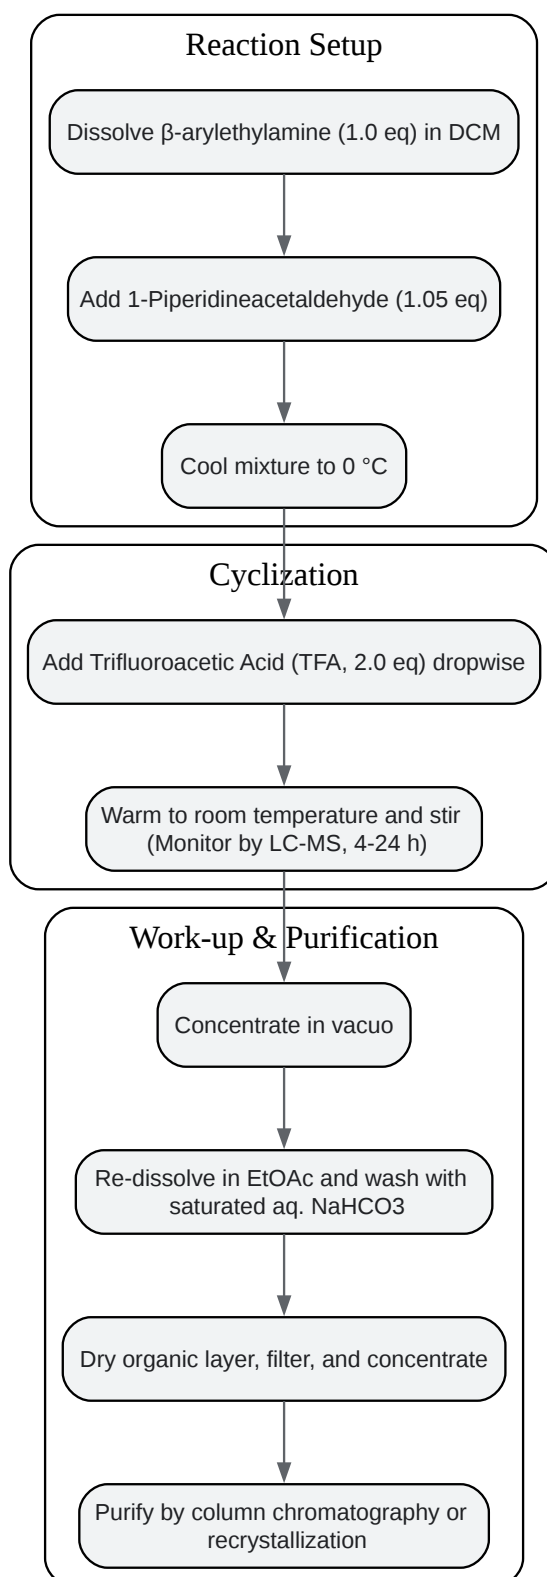 Reaction Setup
Dissolve β-arylethylamine (1.0 eq) in DCM
Add 1-Piperidineacetaldehyde (1.05 eq)
Cool mixture to 0 °C
Cyclization
Add Trifluoroacetic Acid (TFA, 2.0 eq) dropwise
Warm to room temperature and stir
(Monitor by LC-MS, 4-24 h)
Work-up & Purification
Concentrate in vacuo
Re-dissolve in EtOAc and wash with
saturated aq. NaHCO3
Dry organic layer, filter, and concentrate
Purify by column chromatography or
recrystallization